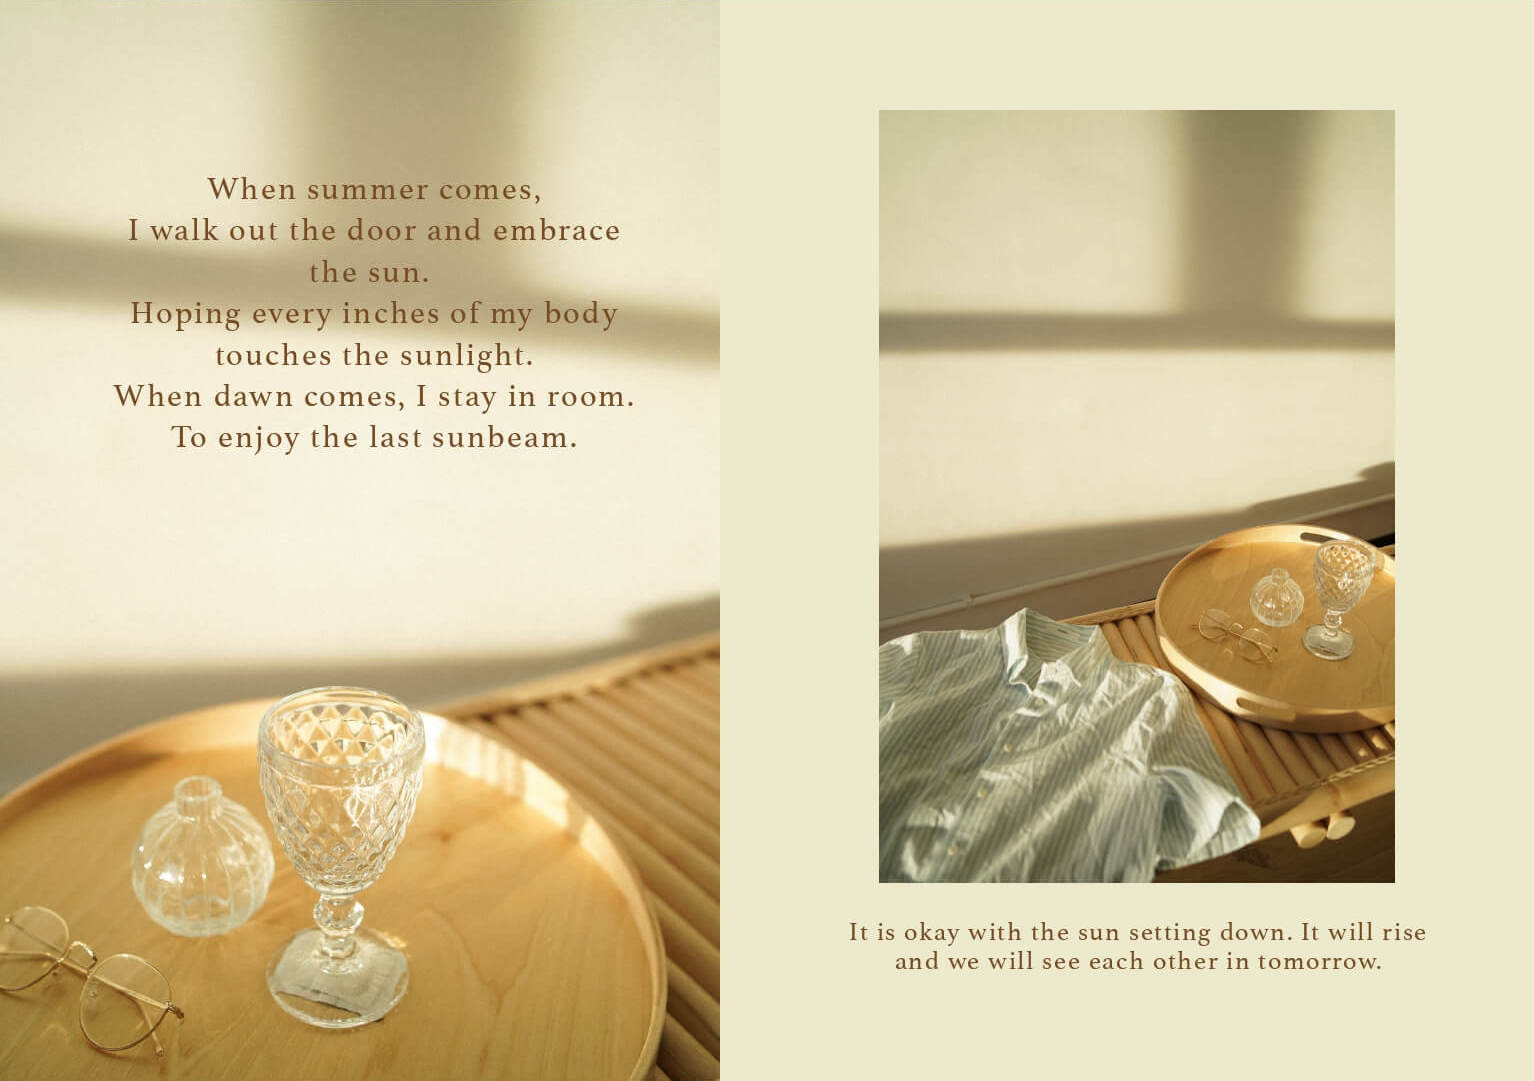 When summer comes,
I walk out the door and embrace
the sun.
Hoping every inches of my body
touches the sunlight.
When dawn comes, I stay in room.
To enjoy the last sunbeam.
It is okay with the sun setting down. It will rise
and we will see each other in tomorrow.